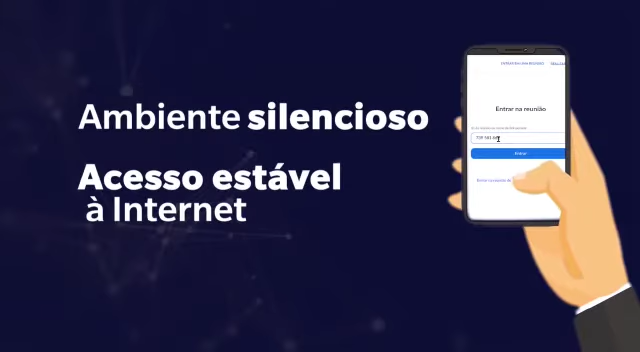 Ambiente silencioso
Acesso estável
à Internet
Entrar na reunião
Entrar